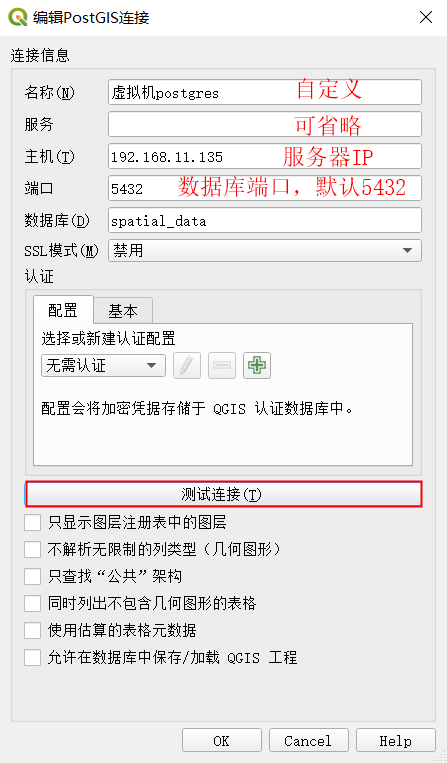 编辑PostGIS连接
连接信息
名称(N) 虚拟机postgres 自定义
服务 可省略
主机(T) 192.168.11.135 服务器IP
端口 5432 数据库端口，默认5432
数据库(D) spatial_data
SSL模式(M) 禁用
认证
配置 基本
选择或新建认证配置
无需认证
配置会将加密凭据存储于 QGIS 认证数据库中。
测试连接(T)
只显示图层注册表中的图层
不解析无限制的列类型（几何图形）
只查找“公共”架构
同时列出不包含几何图形的表格
使用估算的表格元数据
允许在数据库中保存/加载 QGIS 工程
OK Cancel Help